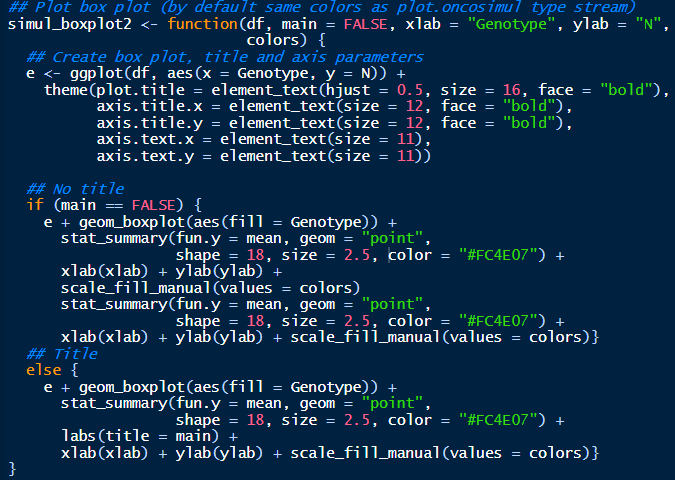 ## Plot box plot (by default same colors as plot.oncosimul type stream)
simul_boxplot2 <- function(df, main = FALSE, xlab = "Genotype", ylab = "N",
                           colors) {
  ## Create box plot, title and axis parameters
  e <- ggplot(df, aes(x = Genotype, y = N)) +
    theme(plot.title = element_text(hjust = 0.5, size = 16, face = "bold"),
          axis.title.x = element_text(size = 12, face = "bold"),
          axis.title.y = element_text(size = 12, face = "bold"),
          axis.text.x = element_text(size = 11),
          axis.text.y = element_text(size = 11))

  ## No title
  if (main == FALSE) {
    e + geom_boxplot(aes(fill = Genotype)) +
      stat_summary(fun.y = mean, geom = "point",
                   shape = 18, size = 2.5, color = "#FC4E07") +
      xlab(xlab) + ylab(ylab) +
      scale_fill_manual(values = colors)
      stat_summary(fun.y = mean, geom = "point",
                   shape = 18, size = 2.5, color = "#FC4E07") +
      xlab(xlab) + ylab(ylab) + scale_fill_manual(values = colors)}
  ## Title
  else {
    e + geom_boxplot(aes(fill = Genotype)) +
      stat_summary(fun.y = mean, geom = "point",
                   shape = 18, size = 2.5, color = "#FC4E07") +
      labs(title = main) +
      xlab(xlab) + ylab(ylab) + scale_fill_manual(values = colors)}
}